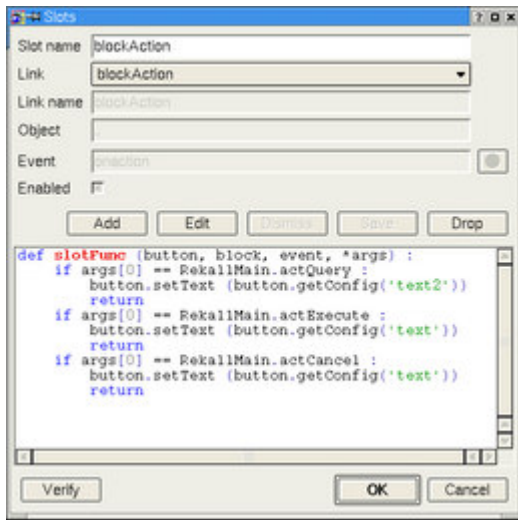 Slots
Slot name blockAction
Link blockAction
Link name blockAction
Object ..
Event onaction
Enabled
Add Edit Dismiss Save Drop
def slotFunc (button, block, event, *args) :
    if args[0] == RekallMain.actQuery :
        button.setText (button.getConfig('text2'))
        return
    if args[0] == RekallMain.actExecute :
        button.setText (button.getConfig('text'))
        return
    if args[0] == RekallMain.actCancel :
        button.setText (button.getConfig('text'))
        return
Verify OK Cancel